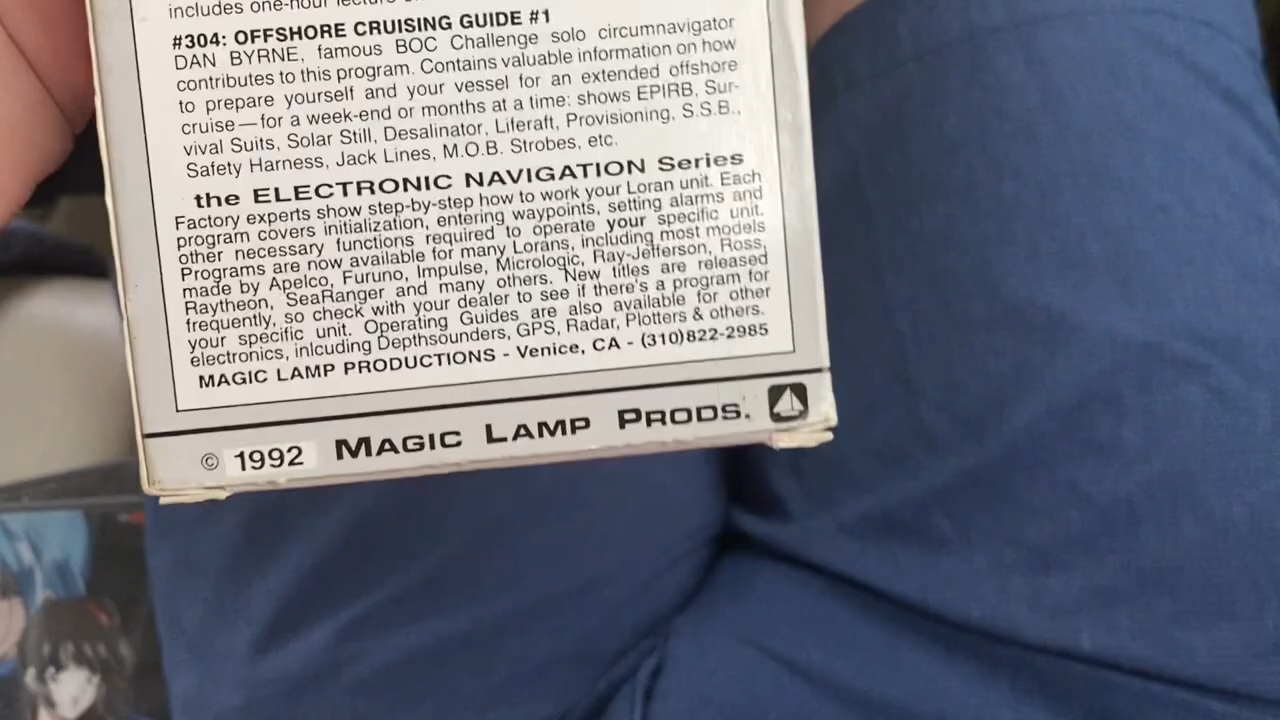 includes one-hour lecture
#304: OFFSHORE CRUISING GUIDE #1
DAN BYRNE, famous BOC Challenge solo circumnavigator
contributes to this program. Contains valuable information on how
to prepare yourself and your vessel for an extended offshore
cruise—for a week-end or months at a time: shows EPIRB, Sur-
vival Suits, Solar Still, Desalinator, Liferaft, Provisioning, S.S.B.,
Safety Harness, Jack Lines, M.O.B. Strobes, etc.
the ELECTRONIC NAVIGATION Series
Factory experts show step-by-step how to work your Loran unit. Each
program covers initialization, entering waypoints, setting alarms and
other necessary functions required to operate your specific unit.
Programs are now available for many Lorans, including most models
made by Apelco, Furuno, Impulse, Micrologic, Ray-Jefferson, Ross,
Raytheon, SeaRanger and many others. New titles are released
frequently, so check with your dealer to see if there's a program for
your specific unit. Operating Guides are also available for other
electronics, inlcuding Depthsounders, GPS, Radar, Plotters & others.
MAGIC LAMP PRODUCTIONS - Venice, CA - (310)822-2985
© 1992 MAGIC LAMP PRODS.